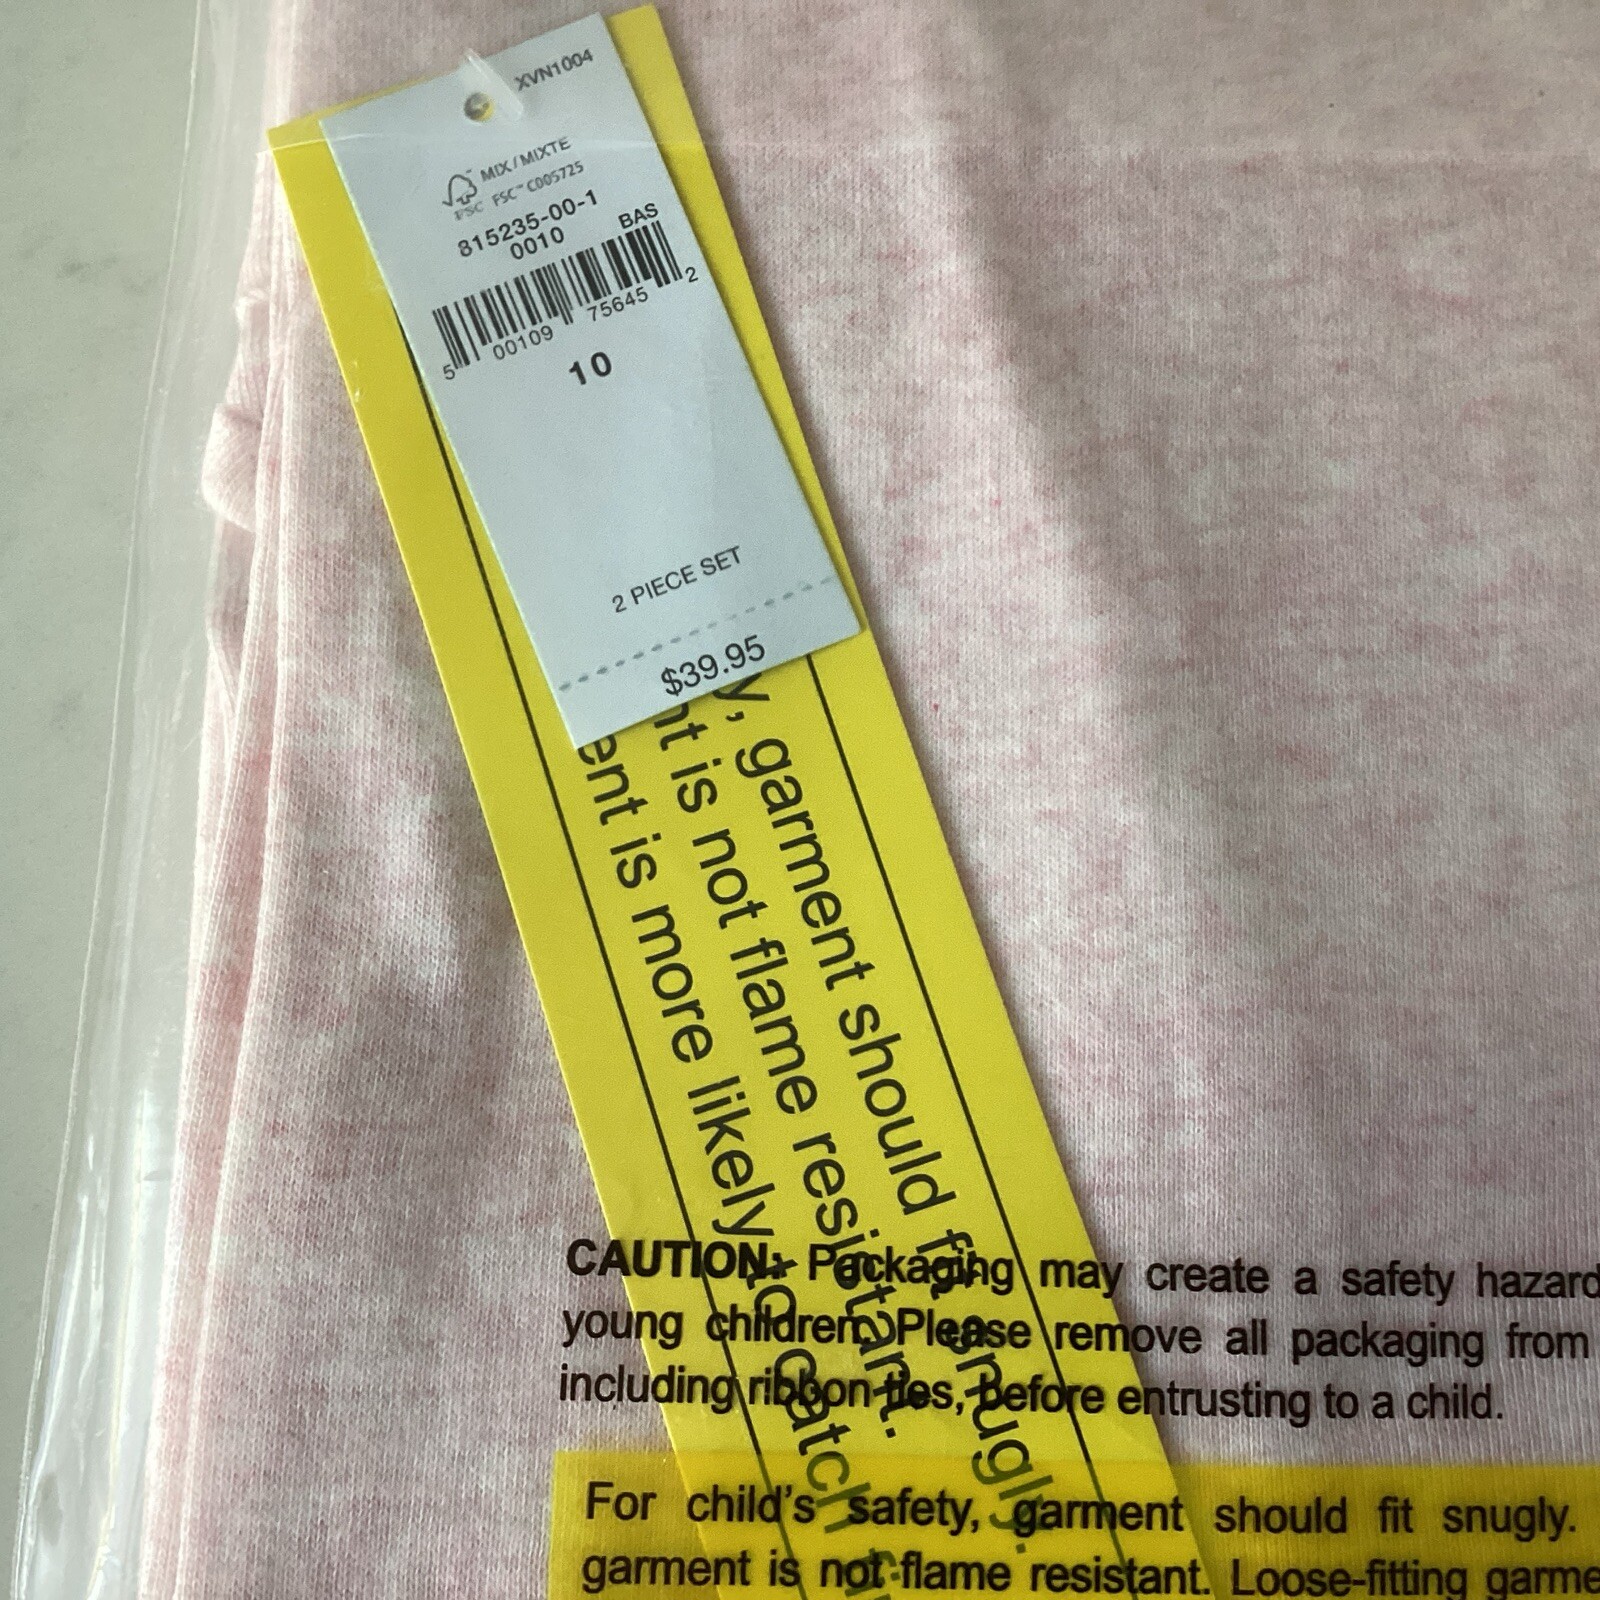 XVN1004
MIX / MIXTE
FSC FSC™ C005725
815235-00-1
0010 BAS
5 00109 75645 2
10
2 PIECE SET
$39.95
y, garment should fit snugly.
nt is not flame resistant.
ent is more likely to catch
CAUTION: Packaging may create a safety hazard
young children. Please remove all packaging from
including ribbon ties, before entrusting to a child.
For child's safety, garment should fit snugly.
garment is not flame resistant. Loose-fitting garme